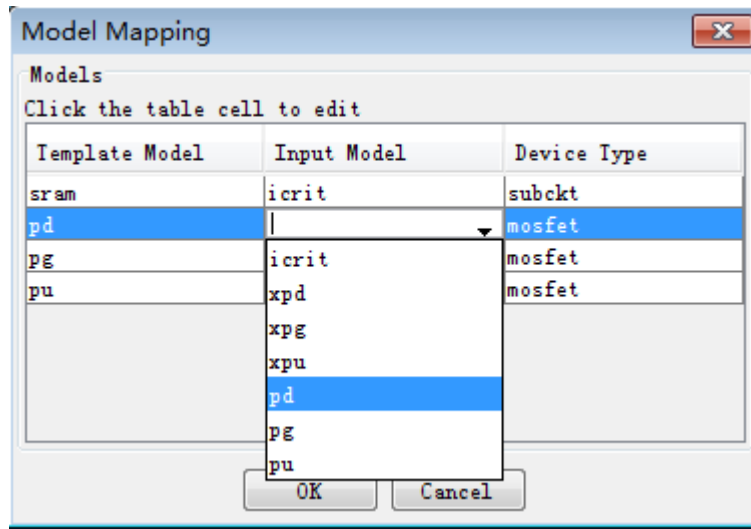 Model Mapping
Models
Click the table cell to edit
Template Model Input Model Device Type
sram icrit subckt
pd mosfet
pg icrit mosfet
pu xpd mosfet
xpg
xpu
pd
pg
pu
OK Cancel